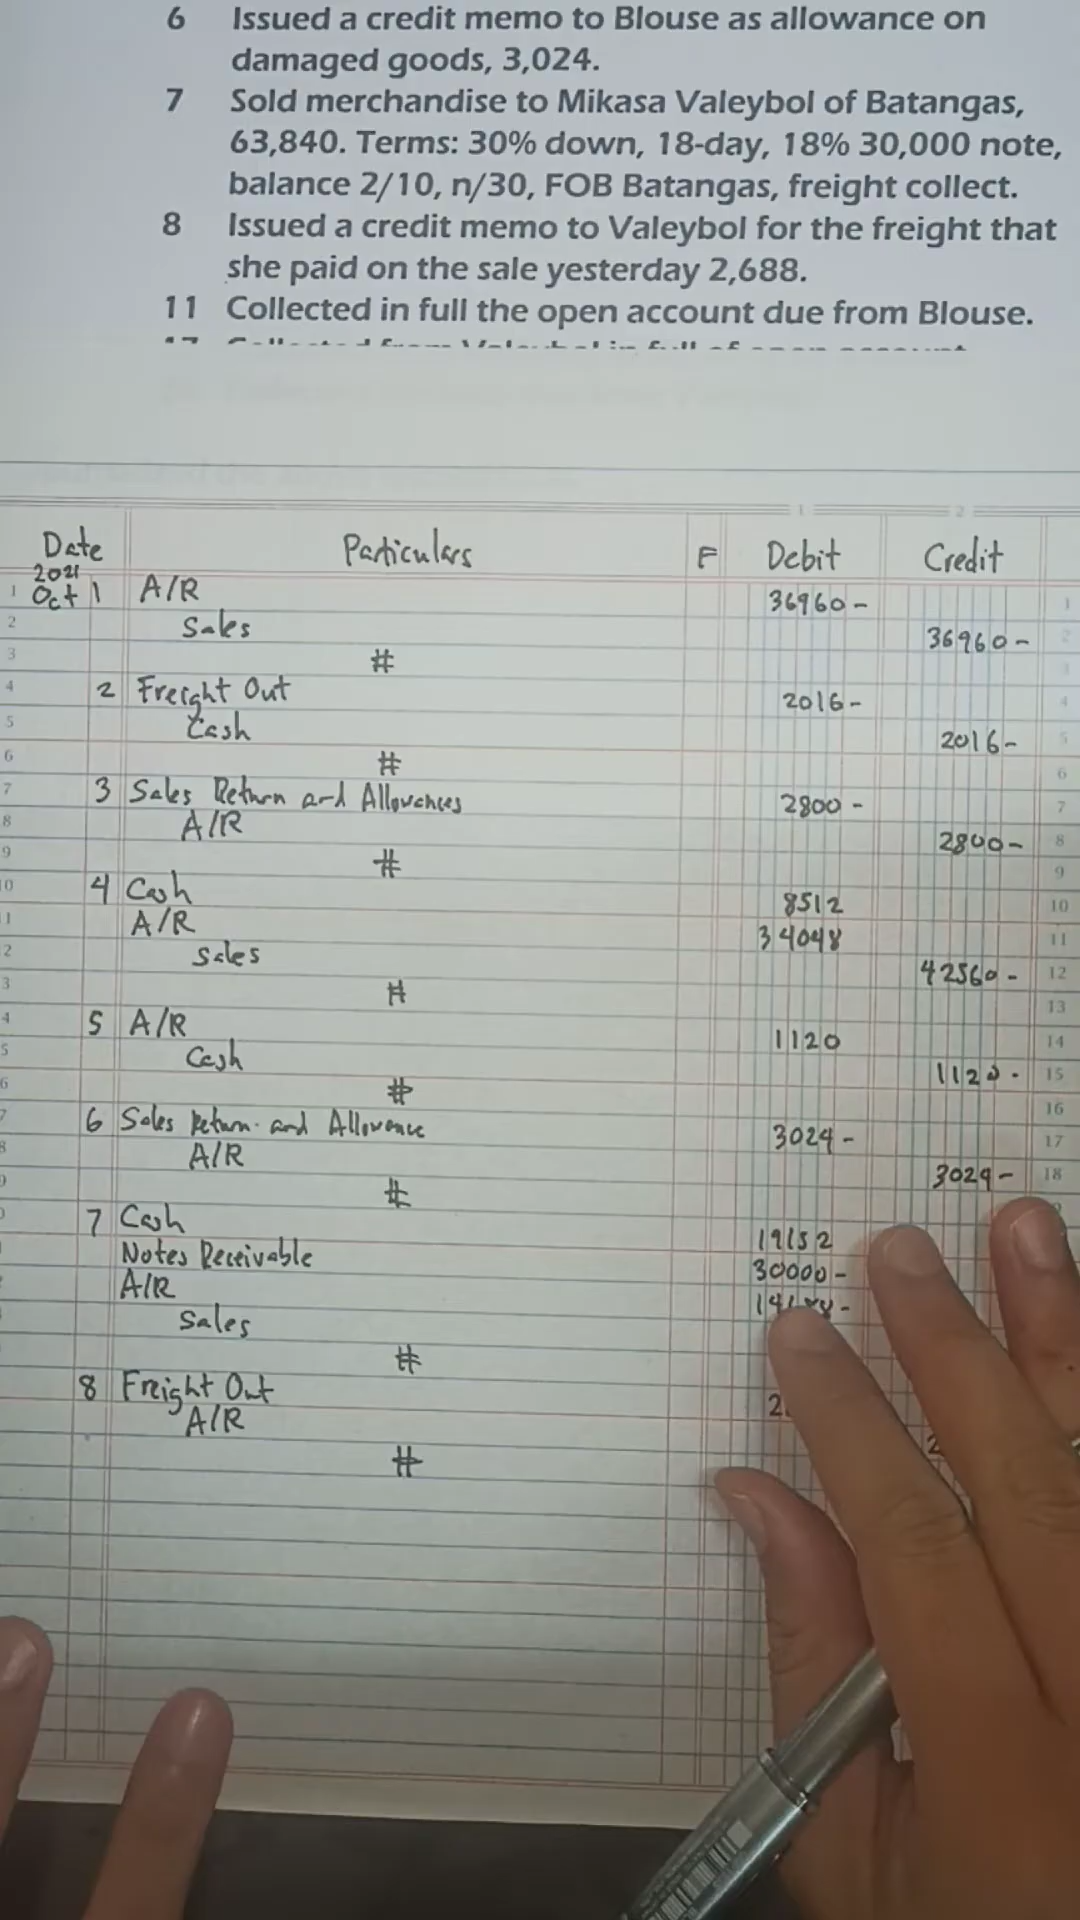 6 Issued a credit memo to Blouse as allowance on
damaged goods, 3,024.
7 Sold merchandise to Mikasa Valeybol of Batangas,
63,840. Terms: 30% down, 18-day, 18% 30,000 note,
balance 2/10, n/30, FOB Batangas, freight collect.
8 Issued a credit memo to Valeybol for the freight that
she paid on the sale yesterday 2,688.
11 Collected in full the open account due from Blouse.
Date Particulars F Debit Credit
2021
Oct 1 A/R 36960-
Sales 36960-
#
2 Freight Out 2016-
Cash 2016-
#
3 Sales Return and Allowances 2800-
A/R 2800-
#
4 Cash 8512
A/R 34048
Sales 42560-
#
5 A/R 1120
Cash 1120-
#
6 Sales Return and Allowance 3024-
A/R 3024-
#
7 Cash 19152
Notes Receivable 30000-
A/R
Sales
#
8 Freight Out
A/R
#